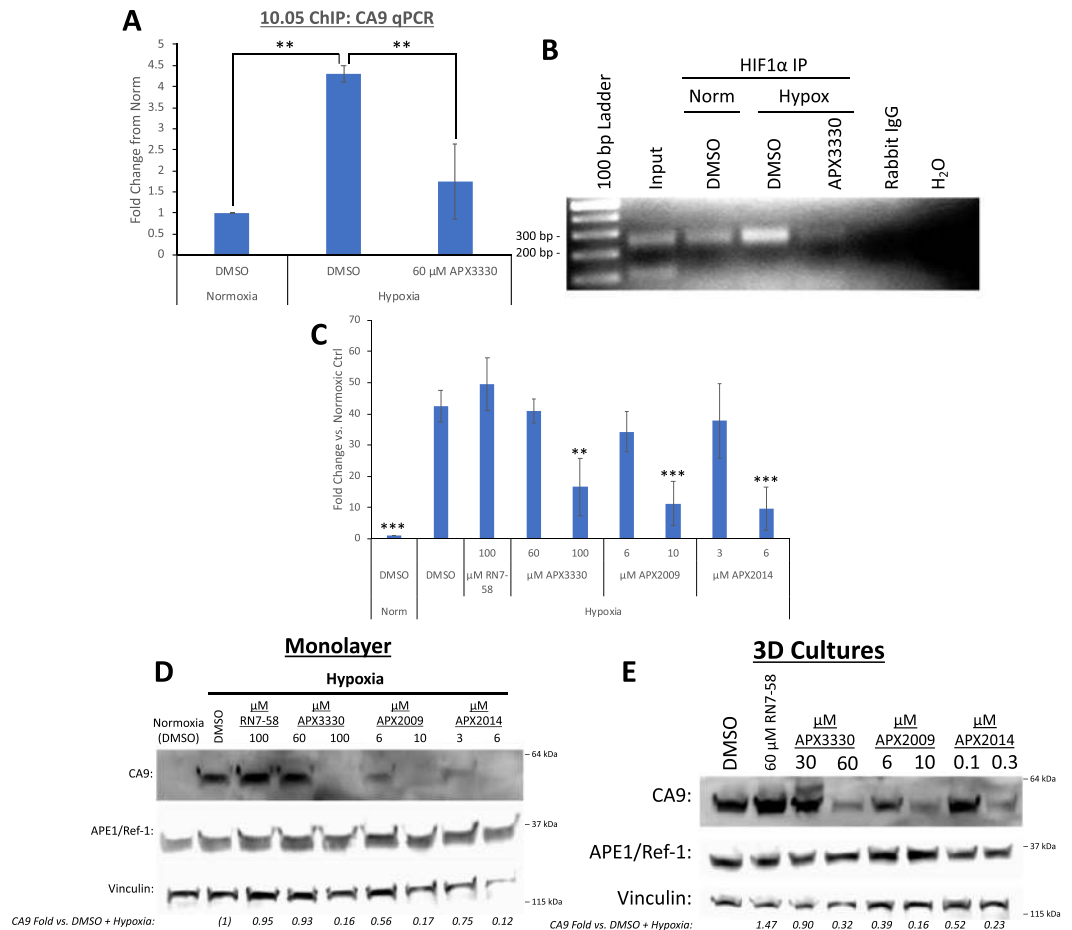 A
10.05 ChIP: CA9 qPCR
Fold Change from Norm
5
4.5
4
3.5
3
2.5
2
1.5
1
0.5
0
** **
DMSO DMSO 60 µM APX3330
Normoxia Hypoxia
B
HIF1α IP
Norm Hypox
100 bp Ladder Input DMSO DMSO APX3330 Rabbit IgG H₂O
300 bp -
200 bp -
C
Fold Change vs. Normoxic Ctrl
70
60
50
40
30
20
10
0
*** ** *** ***
100 60 100 6 10 3 6
DMSO DMSO µM RN7-58 µM APX3330 µM APX2009 µM APX2014
Norm Hypoxia
Monolayer
D
Hypoxia
Normoxia (DMSO) DMSO µM RN7-58 µM APX3330 µM APX2009 µM APX2014
100 60 100 6 10 3 6
CA9: – 64 kDa
APE1/Ref-1: – 37 kDa
Vinculin: – 115 kDa
CA9 Fold vs. DMSO + Hypoxia: (1) 0.95 0.93 0.16 0.56 0.17 0.75 0.12
3D Cultures
E
DMSO 60 µM RN7-58 µM APX3330 µM APX2009 µM APX2014
30 60 6 10 0.1 0.3
CA9: – 64 kDa
APE1/Ref-1: – 37 kDa
Vinculin: – 115 kDa
CA9 Fold vs. DMSO + Hypoxia: 1.47 0.90 0.32 0.39 0.16 0.52 0.23